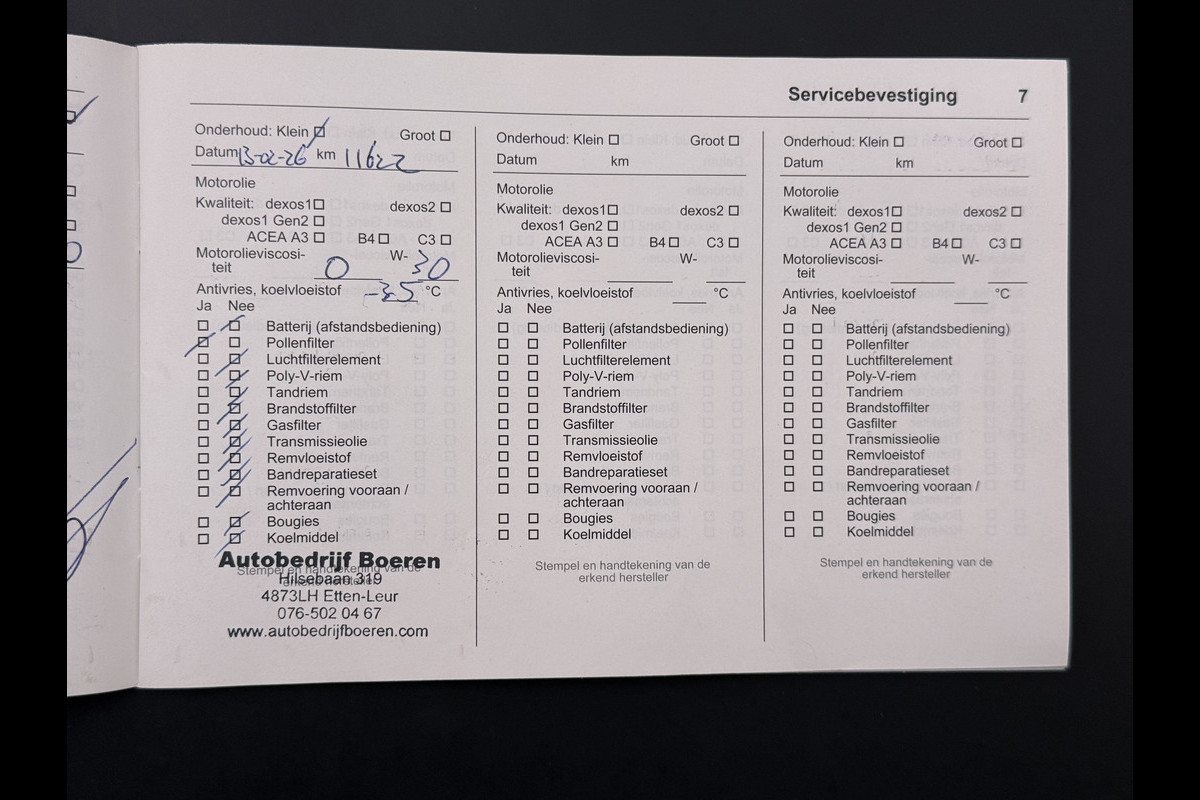 Servicebevestiging 7
Onderhoud: Klein Groot
Datum 13-02-26 km 11622
Motorolie
Kwaliteit: dexos1 dexos2
dexos1 Gen2
ACEA A3 B4 C3
Motorolieviscosi- W-
teit 0 30
Antivries, koelvloeistof -35 °C
Ja Nee
Batterij (afstandsbediening)
Pollenfilter
Luchtfilterelement
Poly-V-riem
Tandriem
Brandstoffilter
Gasfilter
Transmissieolie
Remvloeistof
Bandreparatieset
Remvoering vooraan /
achteraan
Bougies
Koelmiddel
Stempel en handtekening van de
erkend hersteller
Autobedrijf Boeren
Hilsebaan 319
4873LH Etten-Leur
076-502 04 67
www.autobedrijfboeren.com
Onderhoud: Klein Groot
Datum km
Motorolie
Kwaliteit: dexos1 dexos2
dexos1 Gen2
ACEA A3 B4 C3
Motorolieviscosi- W-
teit
Antivries, koelvloeistof °C
Ja Nee
Batterij (afstandsbediening)
Pollenfilter
Luchtfilterelement
Poly-V-riem
Tandriem
Brandstoffilter
Gasfilter
Transmissieolie
Remvloeistof
Bandreparatieset
Remvoering vooraan /
achteraan
Bougies
Koelmiddel
Stempel en handtekening van de
erkend hersteller
Onderhoud: Klein Groot
Datum km
Motorolie
Kwaliteit: dexos1 dexos2
dexos1 Gen2
ACEA A3 B4 C3
Motorolieviscosi- W-
teit
Antivries, koelvloeistof °C
Ja Nee
Batterij (afstandsbediening)
Pollenfilter
Luchtfilterelement
Poly-V-riem
Tandriem
Brandstoffilter
Gasfilter
Transmissieolie
Remvloeistof
Bandreparatieset
Remvoering vooraan /
achteraan
Bougies
Koelmiddel
Stempel en handtekening van de
erkend hersteller